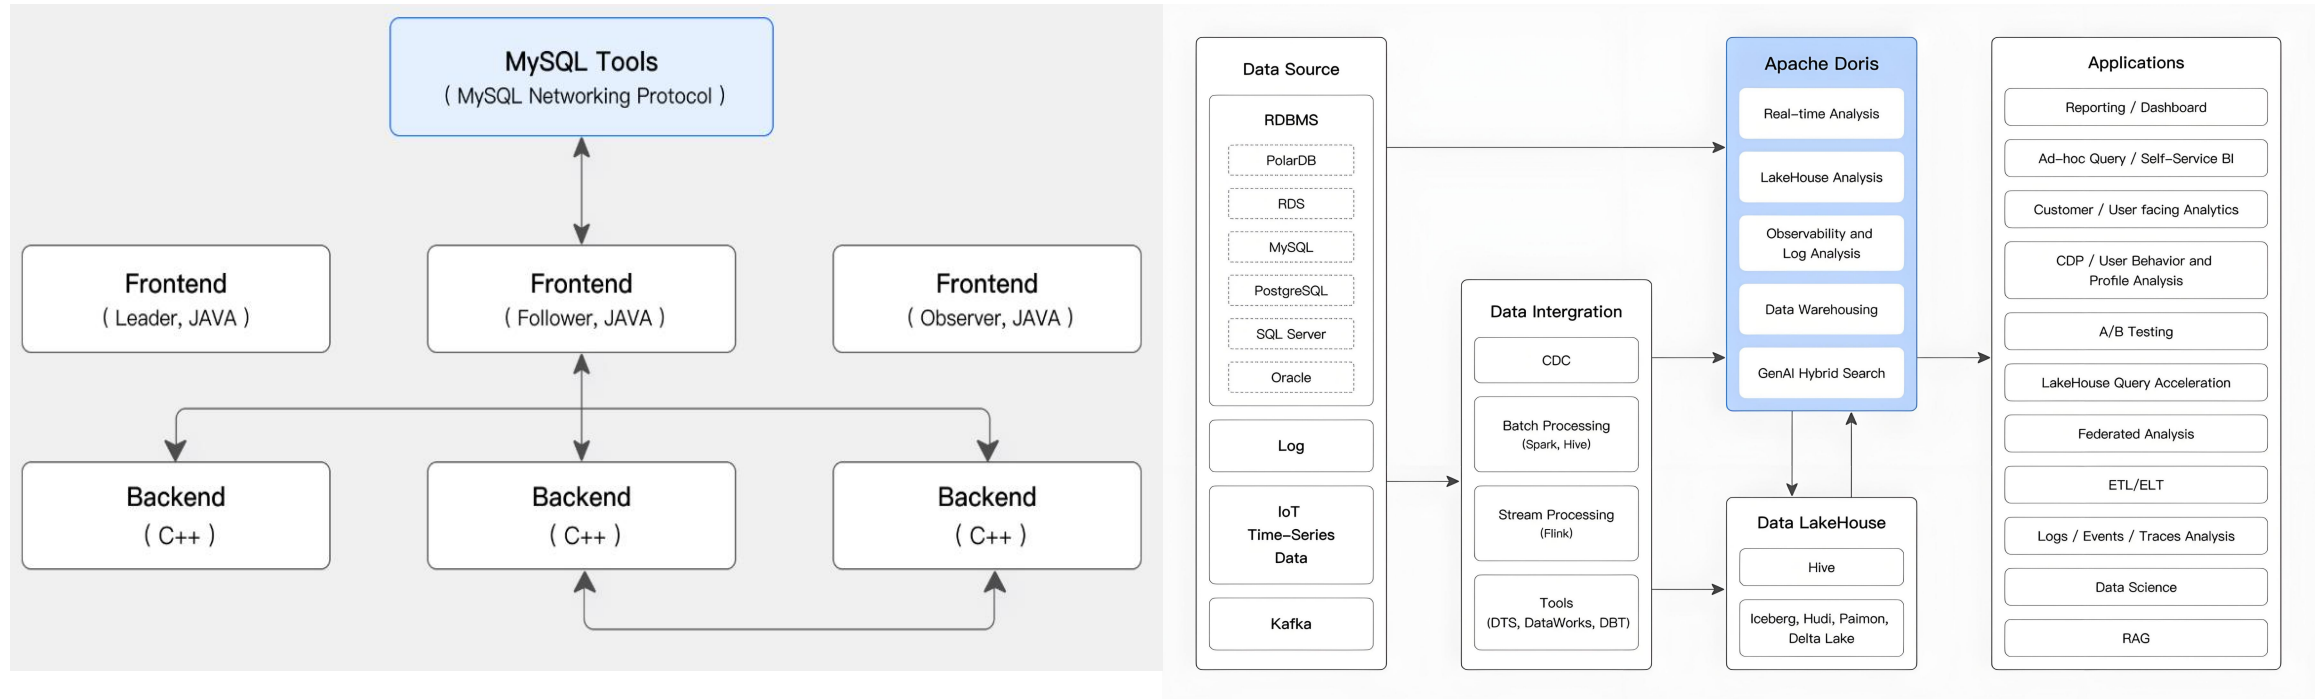 MySQL Tools
( MySQL Networking Protocol )
Frontend
( Leader, JAVA )
Frontend
( Follower, JAVA )
Frontend
( Observer, JAVA )
Backend
( C++ )
Backend
( C++ )
Backend
( C++ )
Data Source
RDBMS
PolarDB
RDS
MySQL
PostgreSQL
SQL Server
Oracle
Log
IoT
Time-Series
Data
Kafka
Data Intergration
CDC
Batch Processing
(Spark, Hive)
Stream Processing
(Flink)
Tools
(DTS, DataWorks, DBT)
Apache Doris
Real-time Analysis
LakeHouse Analysis
Observability and
Log Analysis
Data Warehousing
GenAI Hybrid Search
Data LakeHouse
Hive
Iceberg, Hudi, Paimon,
Delta Lake
Applications
Reporting / Dashboard
Ad-hoc Query / Self-Service BI
Customer / User facing Analytics
CDP / User Behavior and
Profile Analysis
A/B Testing
LakeHouse Query Acceleration
Federated Analysis
ETL/ELT
Logs / Events / Traces Analysis
Data Science
RAG